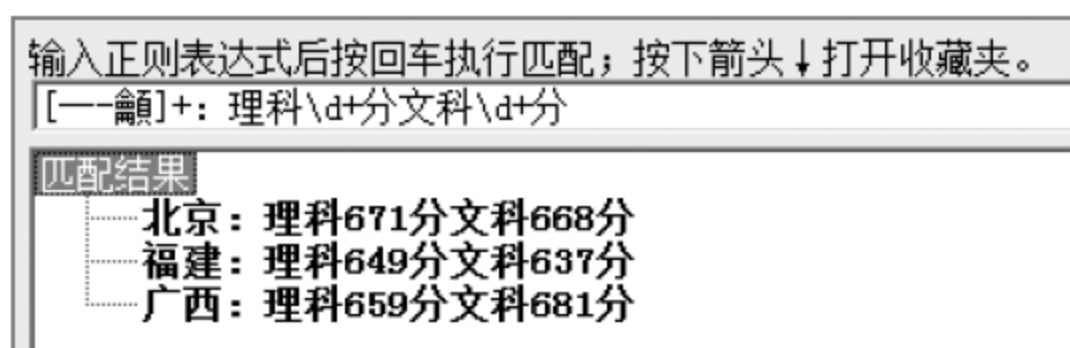 输入正则表达式后按回车执行匹配；按下箭头↓打开收藏夹。
[一-龥]+：理科\d+分文科\d+分
匹配结果
北京：理科671分文科668分
福建：理科649分文科637分
广西：理科659分文科681分